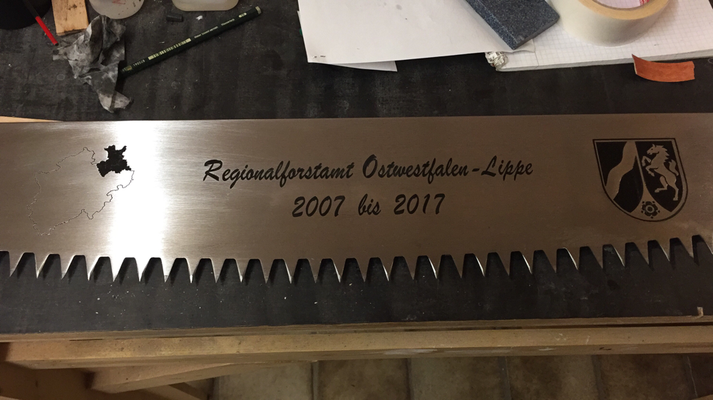 Regionalforstamt Ostwestfalen-Lippe
2007 bis 2017